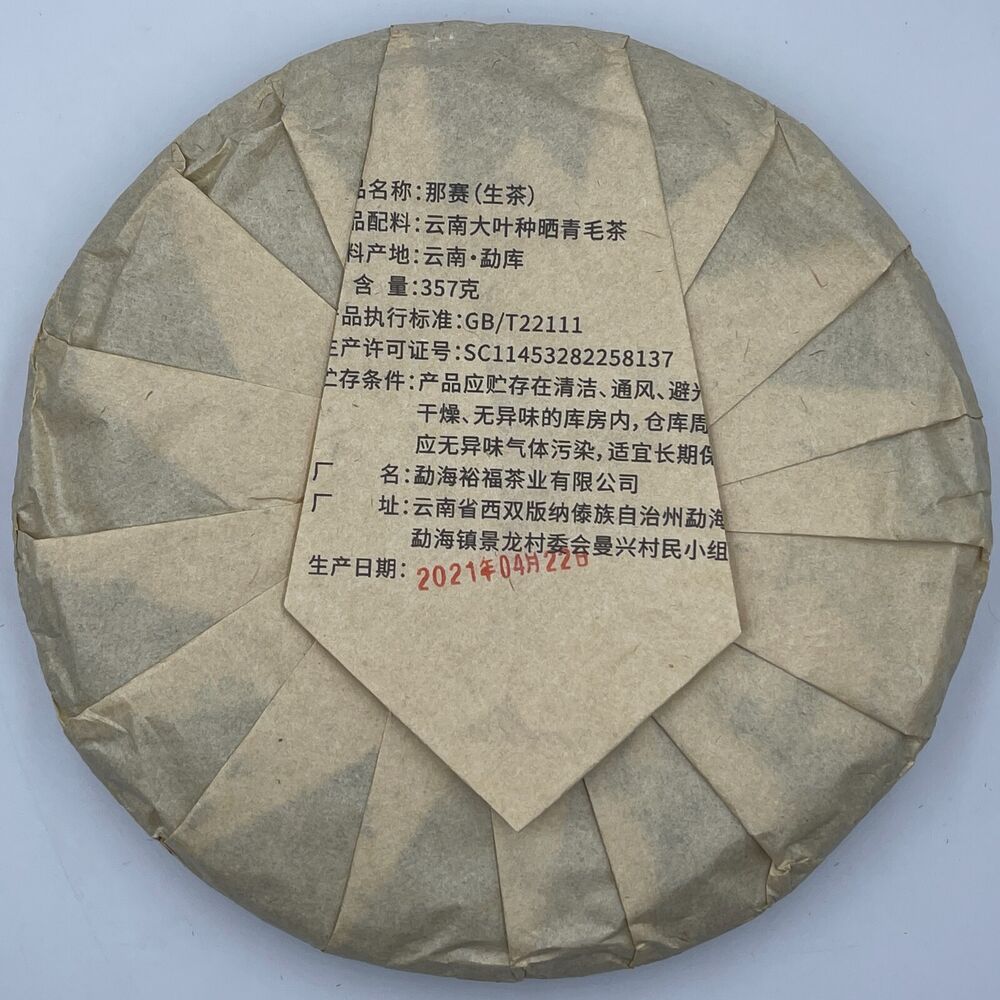 品名称：那赛（生茶）
品配料：云南大叶种晒青毛茶
料产地：云南·勐库
含 量：357克
品执行标准：GB/T22111
生产许可证号：SC11453282258137
贮存条件：产品应贮存在清洁、通风、避光
干燥、无异味的库房内，仓库周
应无异味气体污染，适宜长期保
厂 名：勐海裕福茶业有限公司
厂 址：云南省西双版纳傣族自治州勐海
勐海镇景龙村委会曼兴村民小组
生产日期：2021年04月22日